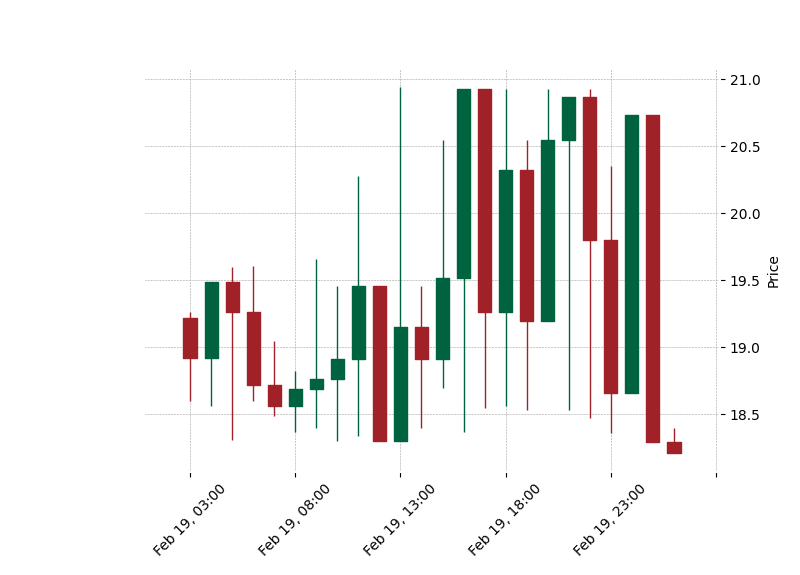 21.0
20.5
20.0
19.5
19.0
18.5
Price
Feb 19, 03:00
Feb 19, 08:00
Feb 19, 13:00
Feb 19, 18:00
Feb 19, 23:00